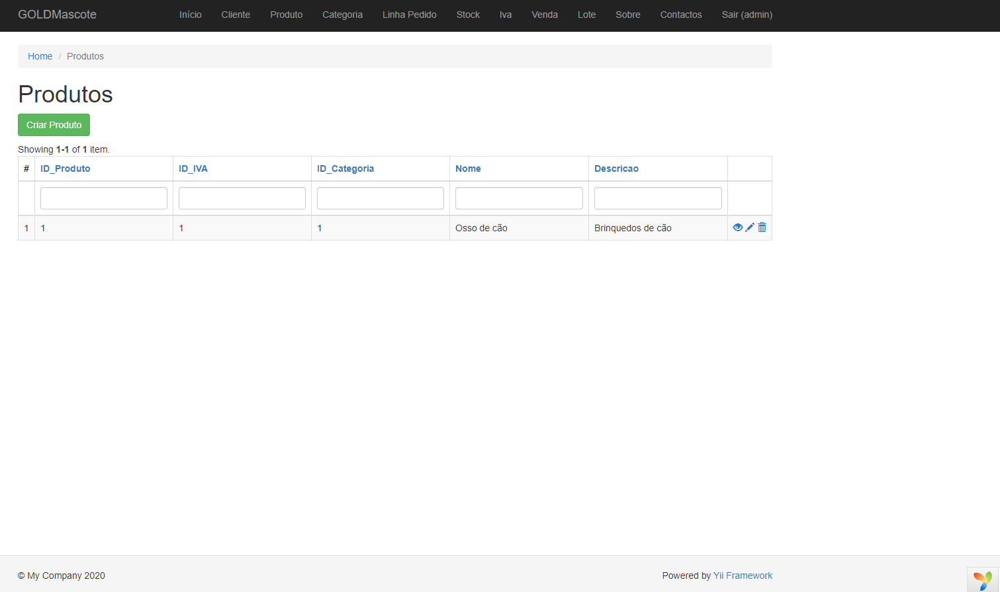 GOLDMascote Início Cliente Produto Categoria Linha Pedido Stock Iva Venda Lote Sobre Contactos Sair (admin)
Home / Produtos
Produtos
Criar Produto
Showing 1-1 of 1 item.
# ID_Produto ID_IVA ID_Categoria Nome Descricao
1 1 1 1 Osso de cão Brinquedos de cão
© My Company 2020 Powered by Yii Framework